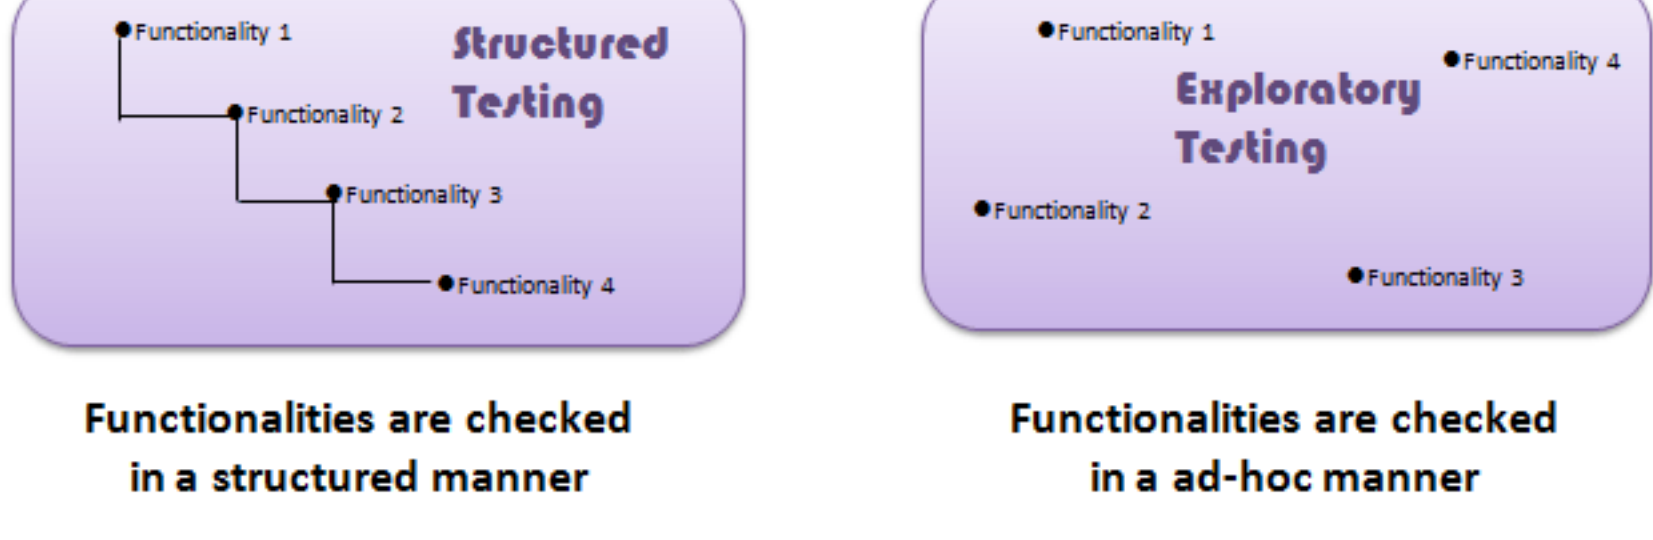 Functionality 1
Structured
Testing
Functionality 2
Functionality 3
Functionality 4
Functionalities are checked
in a structured manner
Functionality 1
Functionality 4
Exploratory
Testing
Functionality 2
Functionality 3
Functionalities are checked
in a ad-hoc manner